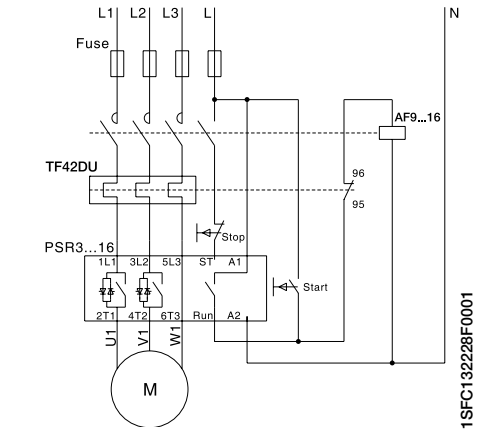 L1 L2 L3 L N
Fuse
AF9...16
TF42DU
96
95
Stop
PSR3...16
1L1 3L2 5L3 ST A1
Start
2T1 4T2 6T3 Run A2
U1 V1 W1
M
1SFC132228F0001